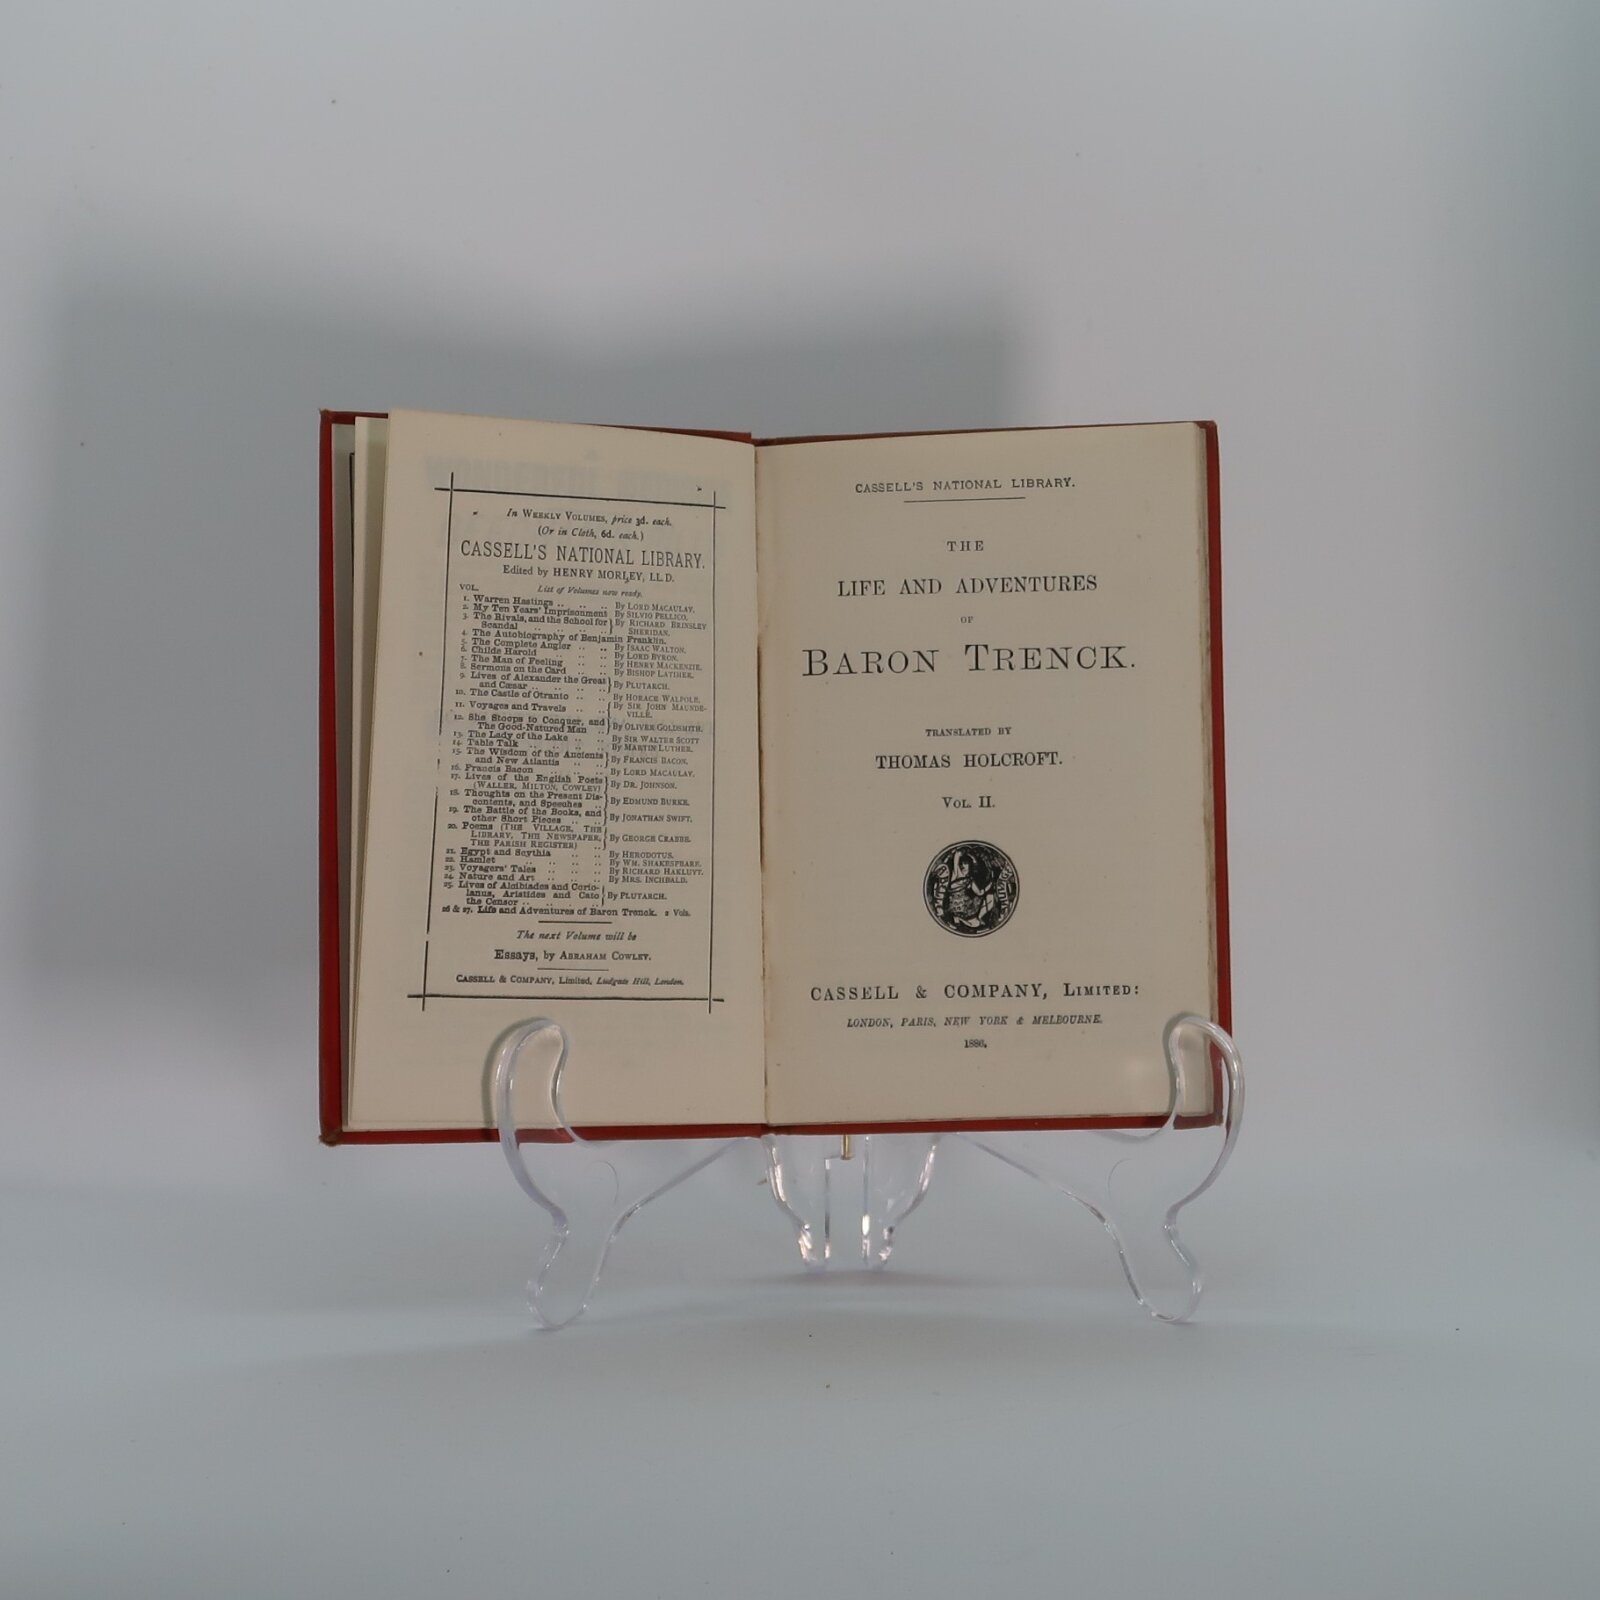 In WEEKLY VOLUMES, price 3d. each.
(Or in Cloth, 6d. each.)
CASSELL'S NATIONAL LIBRARY.
Edited by HENRY MORLEY, LL.D.
VOL. List of Volumes now ready.
1. Warren Hastings .. .. .. By LORD MACAULAY.
2. My Ten Years' Imprisonment By SILVIO PELLICO.
3. The Rivals, and the School for Scandal .. .. .. .. By RICHARD BRINSLEY SHERIDAN.
4. The Autobiography of Benjamin Franklin.
5. The Complete Angler .. .. By ISAAC WALTON.
6. Childe Harold .. .. .. By LORD BYRON.
7. The Man of Feeling .. .. By HENRY MACKENZIE.
8. Sermons on the Card .. .. By BISHOP LATIMER.
9. Lives of Alexander the Great and Cæsar .. .. .. .. By PLUTARCH.
10. The Castle of Otranto .. .. By HORACE WALPOLE.
11. Voyages and Travels .. .. By SIR JOHN MAUNDEVILLE.
12. She Stoops to Conquer, and The Good-Natured Man .. By OLIVER GOLDSMITH.
13. The Lady of the Lake .. .. By SIR WALTER SCOTT
14. Table Talk .. .. .. .. By MARTIN LUTHER.
15. The Wisdom of the Ancients and New Atlantis .. .. By FRANCIS BACON.
16. Francis Bacon .. .. .. By LORD MACAULAY.
17. Lives of the English Poets (WALLER, MILTON, COWLEY) By DR. JOHNSON.
18. Thoughts on the Present Discontents, and Speeches .. By EDMUND BURKE.
19. The Battle of the Books, and other Short Pieces .. .. By JONATHAN SWIFT.
20. Poems (THE VILLAGE, THE LIBRARY, THE NEWSPAPER, THE PARISH REGISTER) .. By GEORGE CRABBE.
21. Egypt and Scythia .. .. By HERODOTUS.
22. Hamlet .. .. .. .. By WM. SHAKESPEARE.
23. Voyagers' Tales .. .. .. By RICHARD HAKLUYT.
24. Nature and Art .. .. .. By MRS. INCHBALD.
25. Lives of Alcibiades and Coriolanus, Aristides and Cato the Censor .. .. .. .. By PLUTARCH.
26 & 27. Life and Adventures of Baron Trenck. 2 Vols.
The next Volume will be
Essays, by ABRAHAM COWLEY.
CASSELL & COMPANY, Limited, Ludgate Hill, London.
CASSELL'S NATIONAL LIBRARY.
THE
LIFE AND ADVENTURES
OF
BARON TRENCK.
TRANSLATED BY
THOMAS HOLCROFT.
VOL. II.
CASSELL & COMPANY, LIMITED:
LONDON, PARIS, NEW YORK & MELBOURNE.
1886.